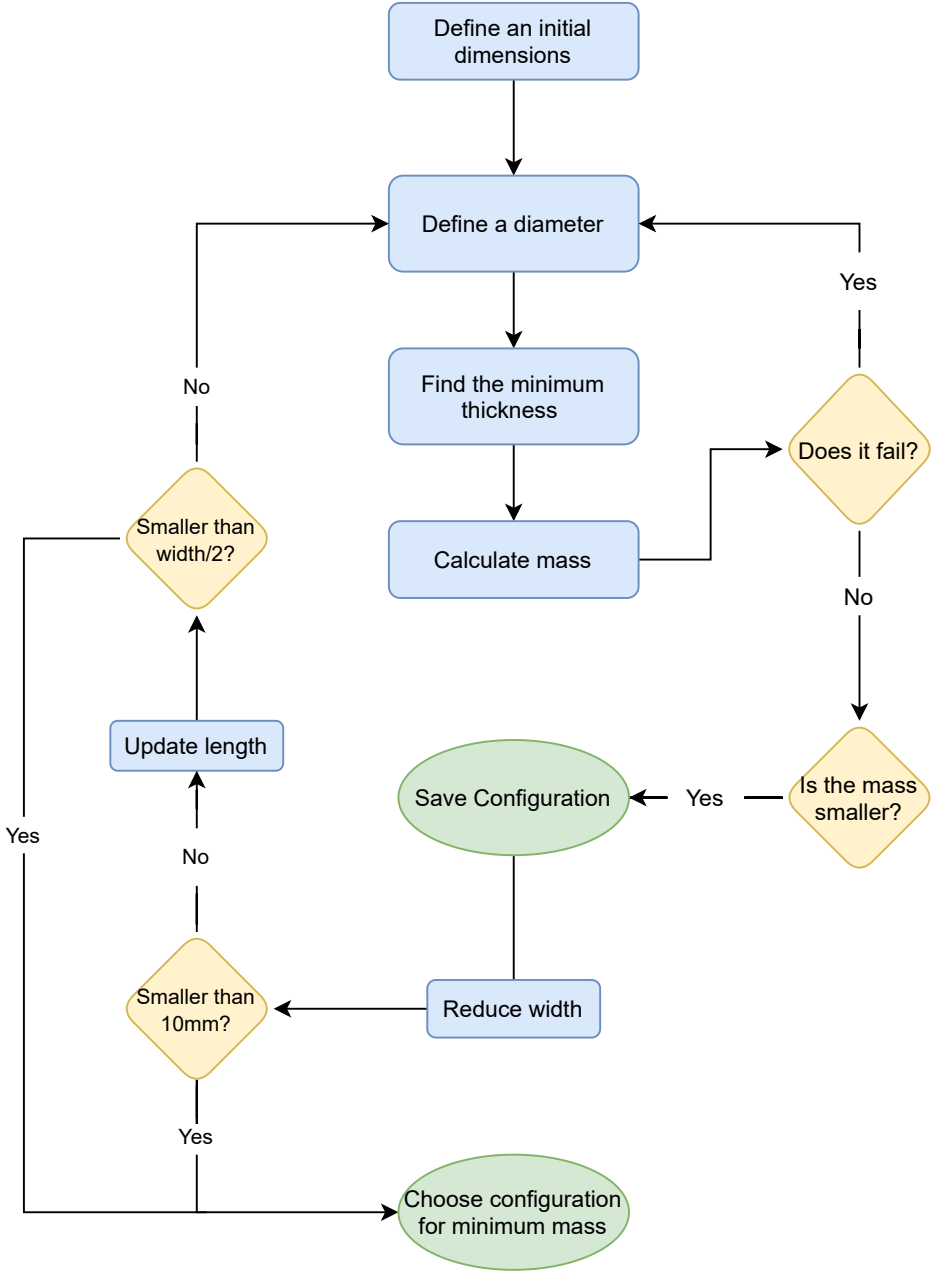 Define an initial
dimensions
Define a diameter
Yes
No
Find the minimum
thickness
Does it fail?
Smaller than
width/2?
Calculate mass
No
Update length
Save Configuration
Yes
Is the mass
smaller?
Yes
No
Smaller than
10mm?
Reduce width
Yes
Choose configuration
for minimum mass